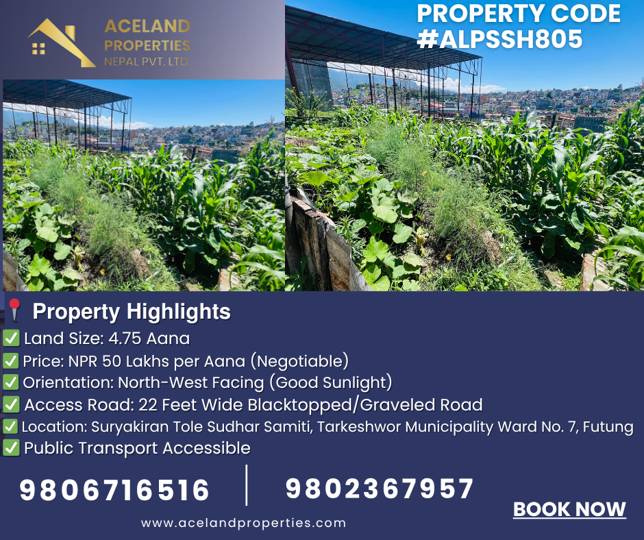 ACELAND
PROPERTIES
NEPAL PVT. LTD
PROPERTY CODE
#ALPSSH805
Property Highlights
Land Size: 4.75 Aana
Price: NPR 50 Lakhs per Aana (Negotiable)
Orientation: North-West Facing (Good Sunlight)
Access Road: 22 Feet Wide Blacktopped/Graveled Road
Location: Suryakiran Tole Sudhar Samiti, Tarkeshwor Municipality Ward No. 7, Futung
Public Transport Accessible
9806716516
9802367957
BOOK NOW
www.acelandproperties.com